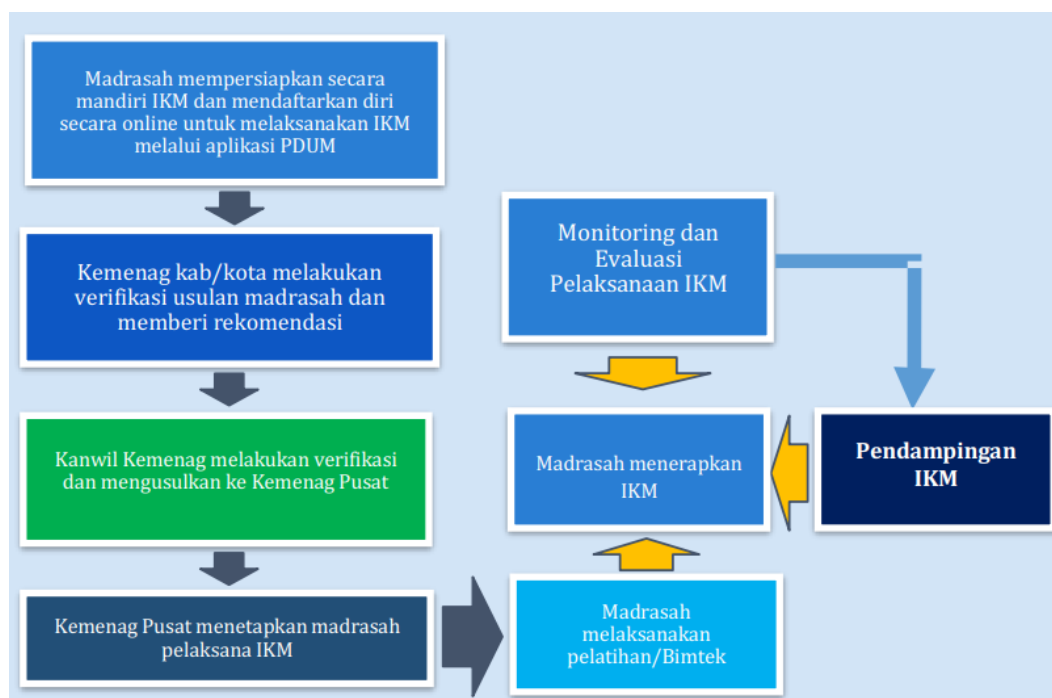 Madrasah mempersiapkan secara
mandiri IKM dan mendaftarkan diri
secara online untuk melaksanakan IKM
melalui aplikasi PDUM
Kemenag kab/kota melakukan
verifikasi usulan madrasah dan
memberi rekomendasi
Kanwil Kemenag melakukan verifikasi
dan mengusulkan ke Kemenag Pusat
Kemenag Pusat menetapkan madrasah
pelaksana IKM
Madrasah
melaksanakan
pelatihan/Bimtek
Madrasah menerapkan
IKM
Monitoring dan
Evaluasi
Pelaksanaan IKM
Pendampingan
IKM